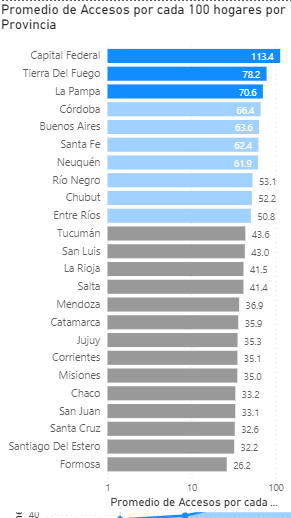 Promedio de Accesos por cada 100 hogares por
Provincia
Capital Federal 113.4
Tierra Del Fuego 78.2
La Pampa 70.6
Córdoba 66.4
Buenos Aires 63.6
Santa Fe 62.4
Neuquén 61.9
Río Negro 53.1
Chubut 52.2
Entre Ríos 50.8
Tucumán 43.6
San Luis 43.0
La Rioja 41.5
Salta 41.4
Mendoza 36.9
Catamarca 35.9
Jujuy 35.3
Corrientes 35.1
Misiones 35.0
Chaco 33.2
San Juan 33.1
Santa Cruz 32.6
Santiago Del Estero 32.2
Formosa 26.2
1 10 100
Promedio de Accesos por cada ...
40